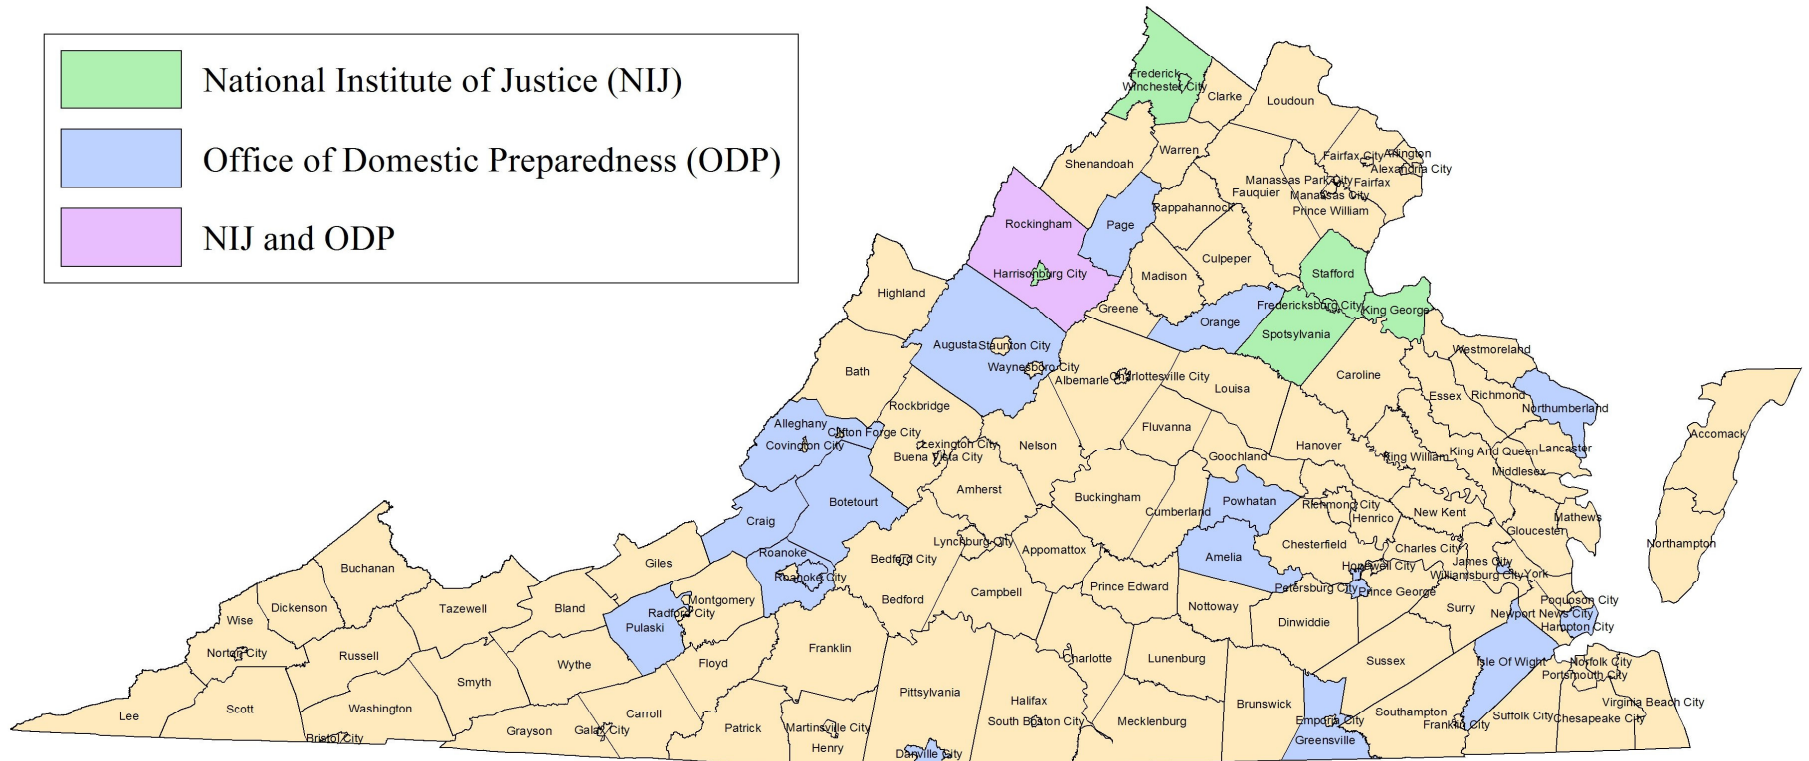 National Institute of Justice (NIJ)
Office of Domestic Preparedness (ODP)
NIJ and ODP
Frederick
Winchester City
Clarke
Loudoun
Shenandoah
Warren
Fairfax City
Arlington
Alexandria City
Manassas Park City
Fairfax
Fauquier
Manassas City
Prince William
Rappahannock
Page
Rockingham
Culpeper
Madison
Stafford
Harrisonburg City
Highland
Greene
Orange
Fredericksburg City
King George
Spotsylvania
Augusta
Staunton City
Waynesboro City
Westmoreland
Bath
Albemarle
Charlottesville City
Louisa
Caroline
Essex
Richmond
Northumberland
Rockbridge
Alleghany
Clifton Forge City
Covington City
Lexington City
Buena Vista City
Nelson
Fluvanna
Goochland
Hanover
King William
King And Queen
Lancaster
Middlesex
Accomack
Botetourt
Amherst
Buckingham
Cumberland
Powhatan
Richmond City
Henrico
New Kent
Gloucester
Mathews
Northampton
Craig
Roanoke
Roanoke City
Lynchburg City
Bedford City
Appomattox
Amelia
Chesterfield
Charles City
James City
Hopewell City
Williamsburg City
York
Buchanan
Giles
Bland
Tazewell
Dickenson
Wise
Montgomery
Radford City
Pulaski
Bedford
Campbell
Prince Edward
Nottoway
Petersburg City
Prince George
Dinwiddie
Surry
Poquoson City
Newport News City
Hampton City
Norton City
Russell
Wythe
Floyd
Franklin
Charlotte
Lunenburg
Sussex
Isle Of Wight
Norfolk City
Portsmouth City
Virginia Beach City
Lee
Scott
Washington
Smyth
Bristol City
Grayson
Galax City
Carroll
Patrick
Martinsville City
Henry
Pittsylvania
Danville City
Halifax
South Boston City
Mecklenburg
Brunswick
Emporia City
Greensville
Southampton
Franklin City
Suffolk City
Chesapeake City